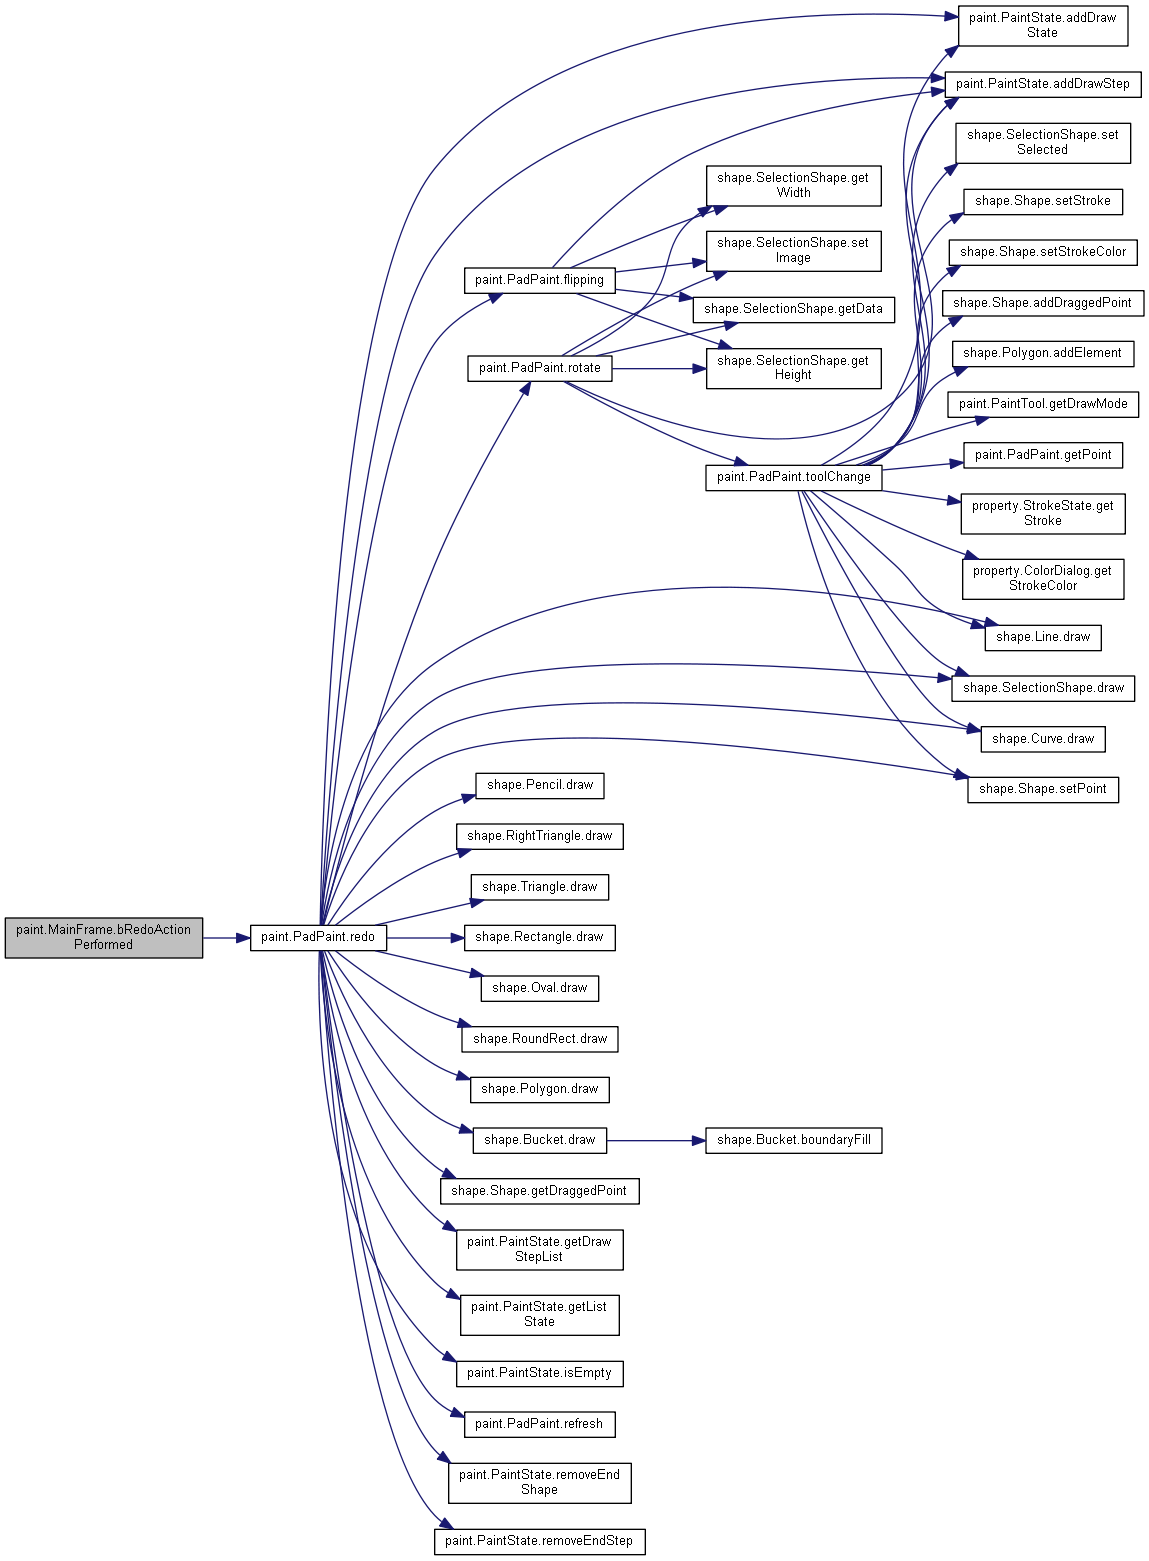 paint.PaintState.addDraw
State
paint.PaintState.addDrawStep
shape.SelectionShape.set
Selected
shape.SelectionShape.get
Width
shape.Shape.setStroke
shape.SelectionShape.set
Image
shape.Shape.setStrokeColor
paint.PadPaint.flipping
shape.SelectionShape.getData
shape.Shape.addDraggedPoint
paint.PadPaint.rotate
shape.SelectionShape.get
Height
shape.Polygon.addElement
paint.PaintTool.getDrawMode
paint.PadPaint.getPoint
paint.PadPaint.toolChange
property.StrokeState.get
Stroke
property.ColorDialog.get
StrokeColor
shape.Line.draw
shape.SelectionShape.draw
shape.Curve.draw
shape.Shape.setPoint
shape.Pencil.draw
shape.RightTriangle.draw
shape.Triangle.draw
paint.MainFrame.bRedoAction
Performed
paint.PadPaint.redo
shape.Rectangle.draw
shape.Oval.draw
shape.RoundRect.draw
shape.Polygon.draw
shape.Bucket.draw
shape.Bucket.boundaryFill
shape.Shape.getDraggedPoint
paint.PaintState.getDraw
StepList
paint.PaintState.getList
State
paint.PaintState.isEmpty
paint.PadPaint.refresh
paint.PaintState.removeEnd
Shape
paint.PaintState.removeEndStep